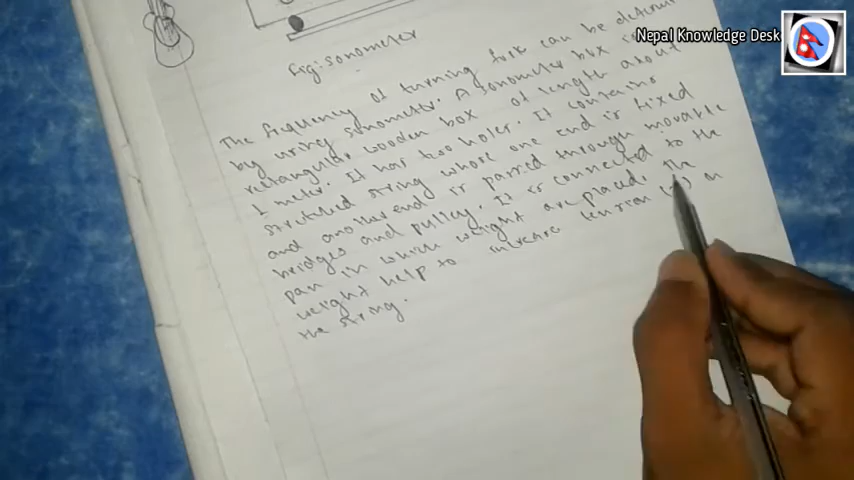 Nepal Knowledge Desk
Fig:sonometer
The frequency of turning fork can be
by using sonometer. A sonometer box is a
rectangular wooden box of length about
1 meter. It has two holes. It contains
stretched string whose one end is fixed
and another end is passed through movable
bridges and pulley. It is connected to the
pan in which weight are placed. The
weight help to increase tension on
the string.